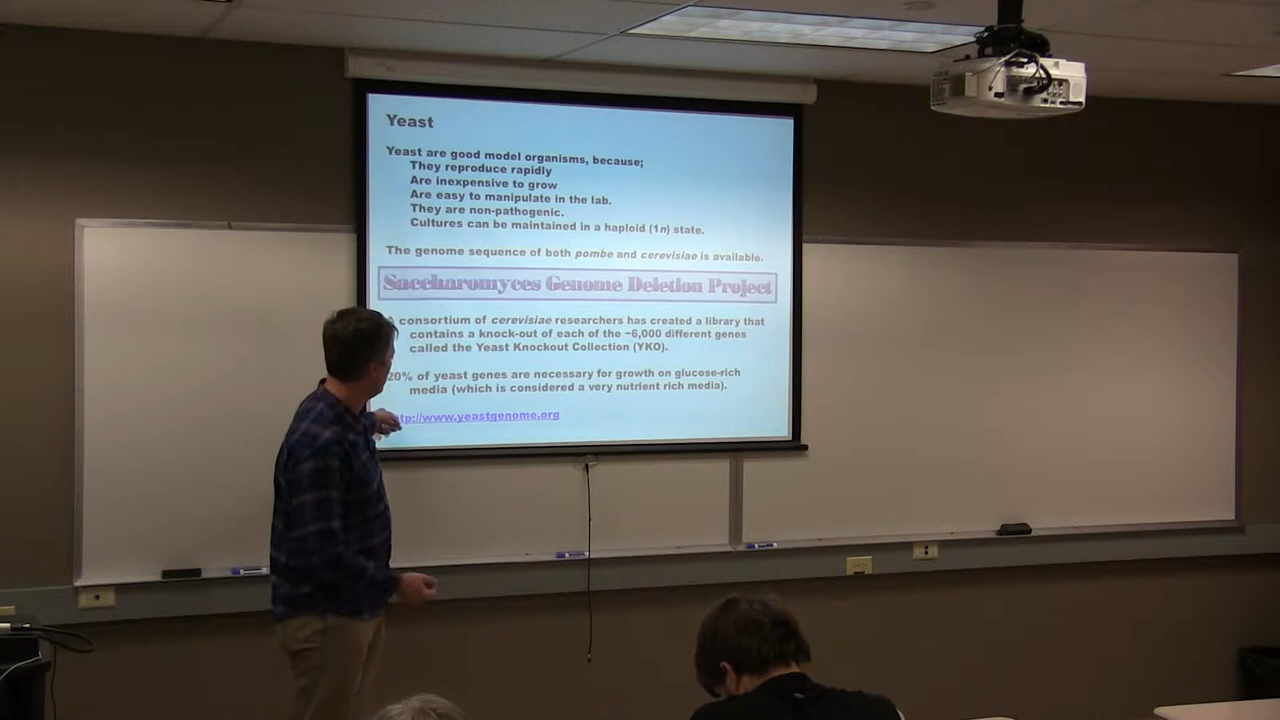 Yeast
Yeast are good model organisms, because;
They reproduce rapidly
Are inexpensive to grow
Are easy to manipulate in the lab.
They are non-pathogenic.
Cultures can be maintained in a haploid (1n) state.
The genome sequence of both pombe and cerevisiae is available.
Saccharomyces Genome Deletion Project
A consortium of cerevisiae researchers has created a library that
contains a knock-out of each of the ~6,000 different genes
called the Yeast Knockout Collection (YKO).
20% of yeast genes are necessary for growth on glucose-rich
media (which is considered a very nutrient rich media).
tp://www.yeastgenome.org